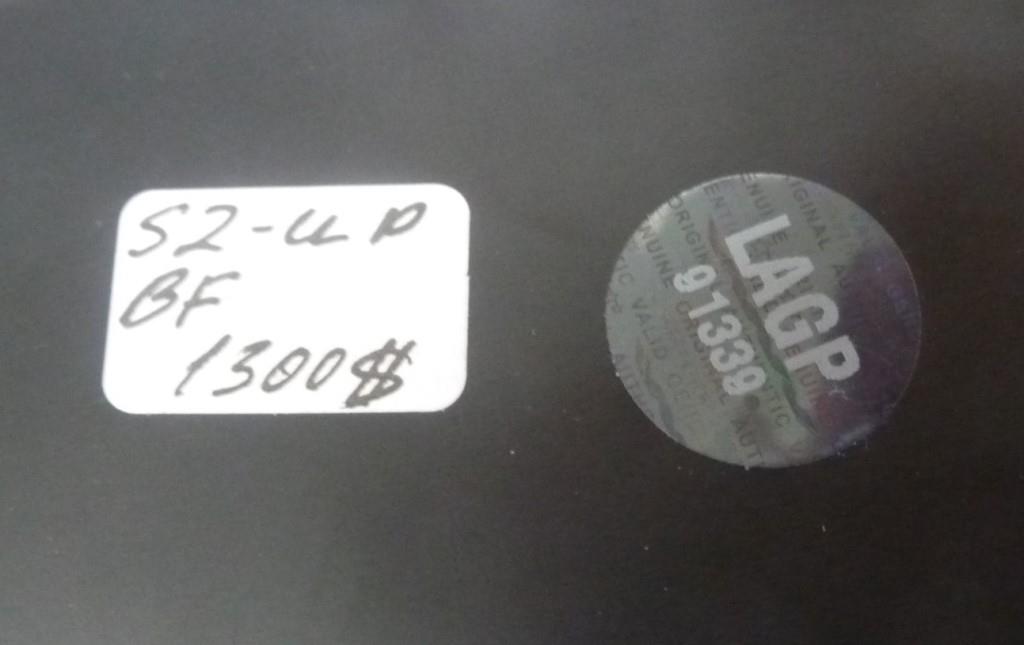 S2-UP
BF
1300$
LAGP
91339